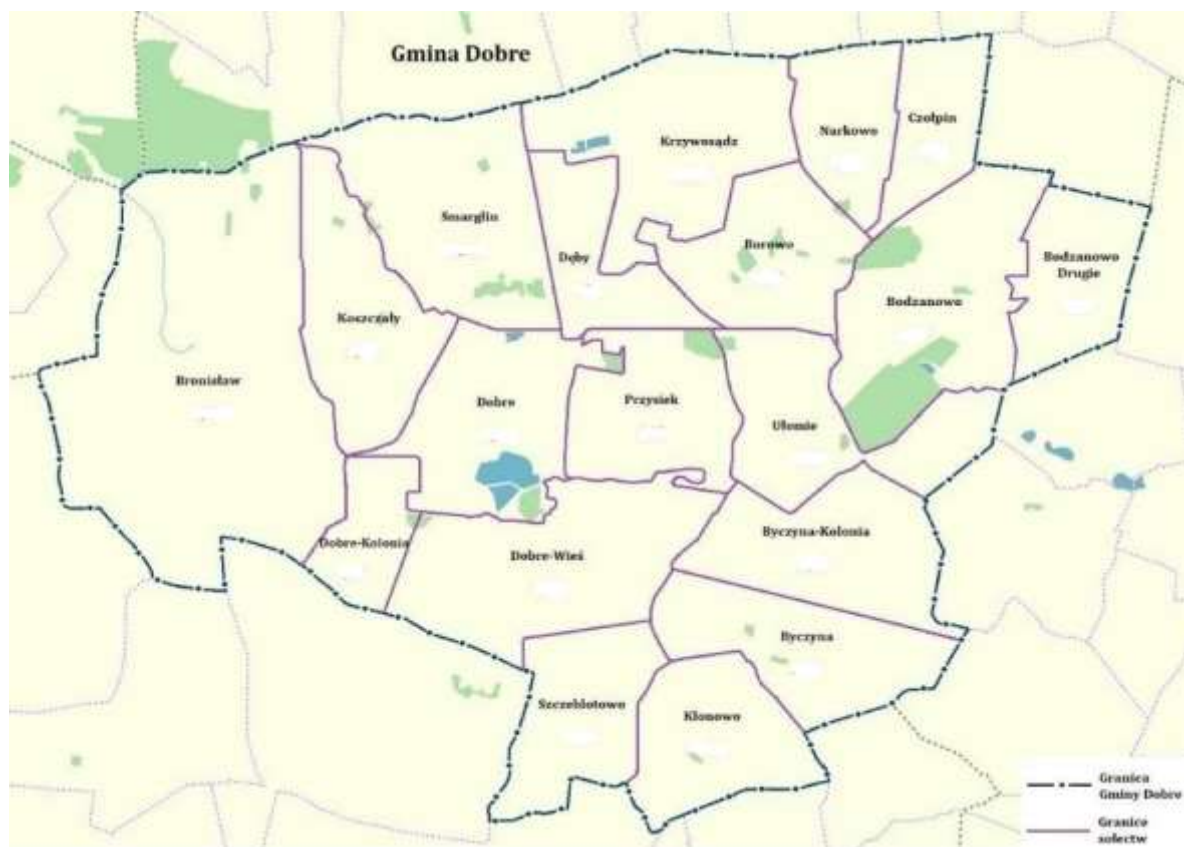 Gmina Dobre
Czołpin
Narkowo
Krzywosądz
Smarglin
Borowo
Dęby
Bodzanowo
Drugie
Bodzanowo
Koszczały
Bronisław
Dobre
Przysiek
Ułomie
Byczyna-Kolonia
Dobre-Kolonia
Dobre-Wieś
Byczyna
Szczeblotowo
Klonowo
Granica
Gminy Dobre
Granice
sołectw